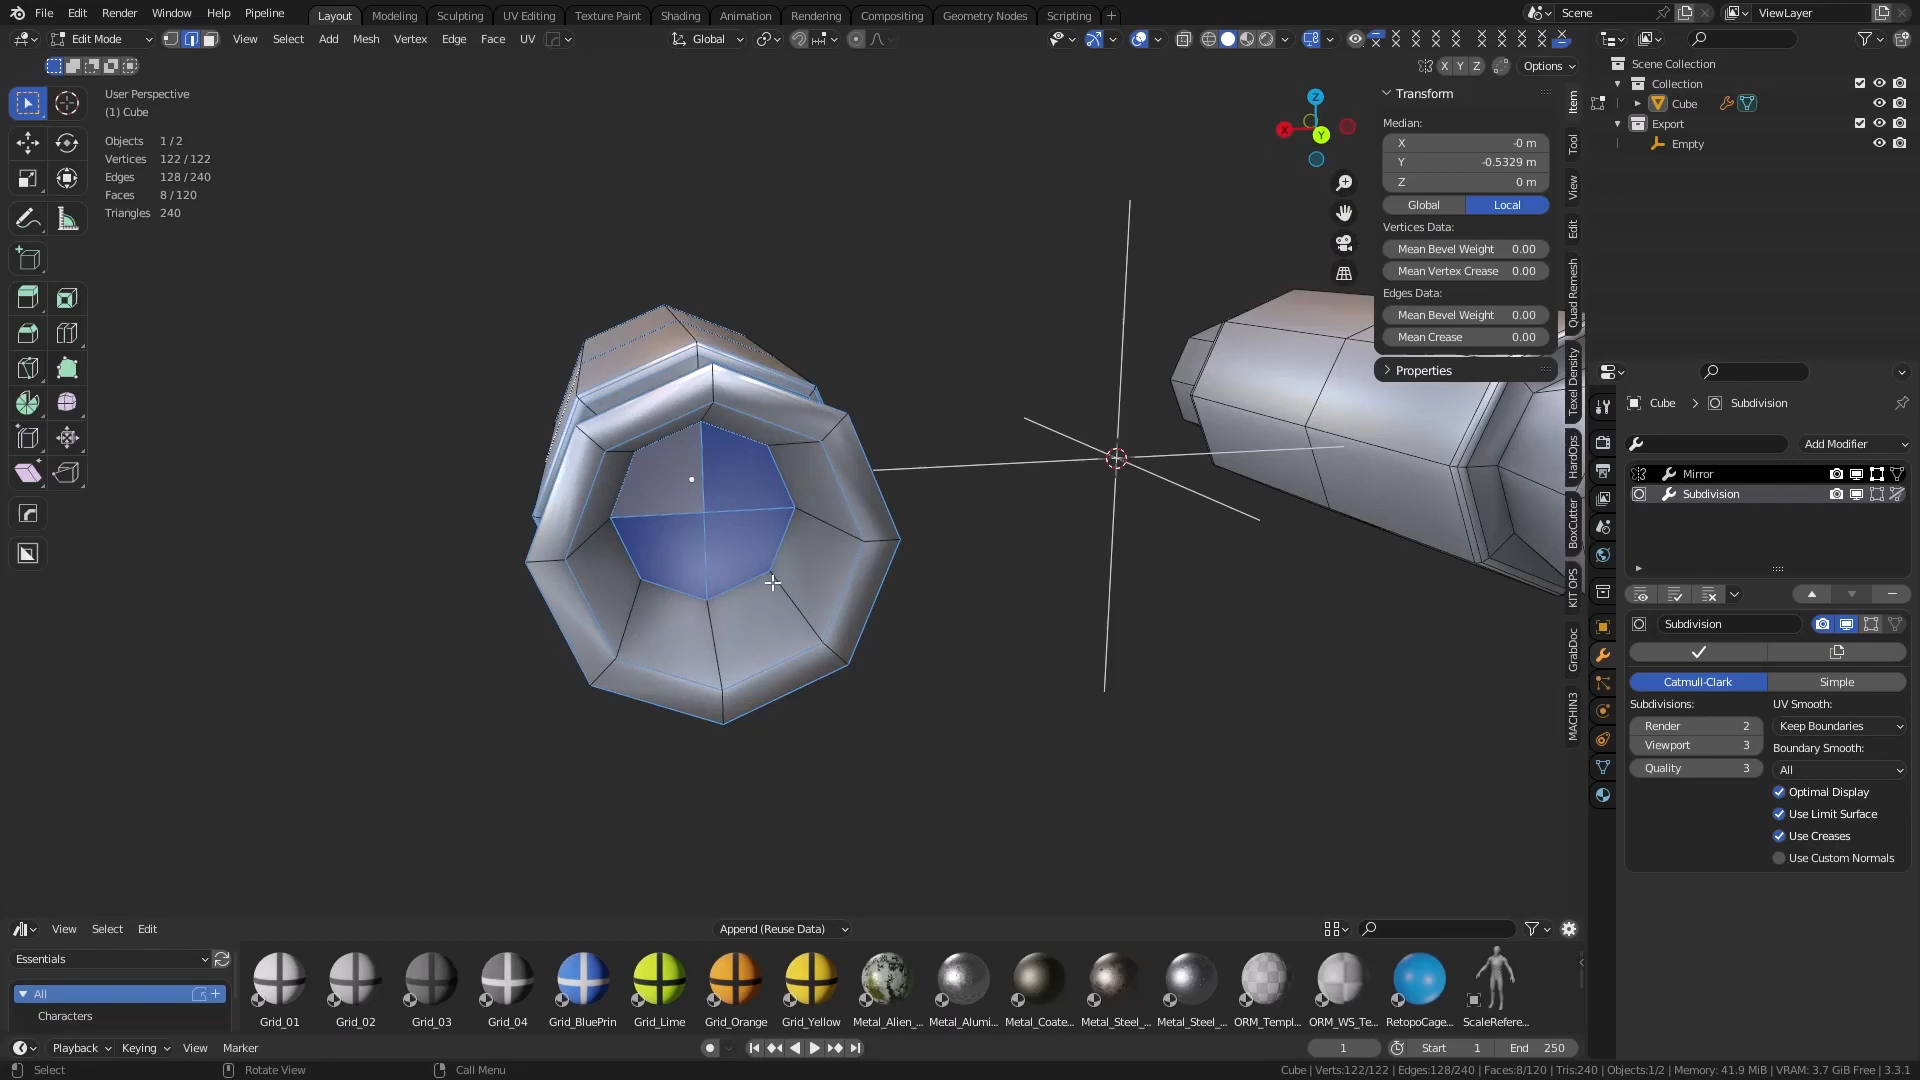 File Edit Render Window Help Pipeline Layout Modeling Sculpting UV Editing Texture Paint Shading Animation Rendering Compositing Geometry Nodes Scripting + Scene ViewLayer
Edit Mode View Select Add Mesh Vertex Edge Face UV Global
X Y Z Options
User Perspective
(1) Cube
Objects 1 / 2
Vertices 122 / 122
Edges 128 / 240
Faces 8 / 120
Triangles 240
Z
X
Y
Transform
Median:
X -0 m
Y -0.5329 m
Z 0 m
Global Local
Vertices Data:
Mean Bevel Weight 0.00
Mean Vertex Crease 0.00
Edges Data:
Mean Bevel Weight 0.00
Mean Crease 0.00
Properties
Item
Tool
View
Edit
Quad Remesh
Texel Density
HardOps
BoxCutter
KIT OPS
GrabDoc
MACHIN3
Scene Collection
Collection
Cube
Export
Empty
Cube Subdivision
Add Modifier
Mirror
Subdivision
Subdivision
Catmull-Clark Simple
Subdivisions: UV Smooth:
Render 2 Keep Boundaries
Viewport 3 Boundary Smooth:
Quality 3 All
Optimal Display
Use Limit Surface
Use Creases
Use Custom Normals
View Select Edit Append (Reuse Data)
Essentials
All
Characters
Grid_01 Grid_02 Grid_03 Grid_04 Grid_BluePrin Grid_Lime Grid_Orange Grid_Yellow Metal_Alien_... Metal_Alumi... Metal_Coate... Metal_Steel_... Metal_Steel_... ORM_Templ... ORM_WS_Te... RetopoCage... ScaleRefere...
Playback Keying View Marker 1 Start 1 End 250
Select Rotate View Call Menu Cube | Verts:122/122 | Edges:128/240 | Faces:8/120 | Tris:240 | Objects:1/2 | Memory: 41.9 MiB | VRAM: 3.7 GiB Free | 3.3.1